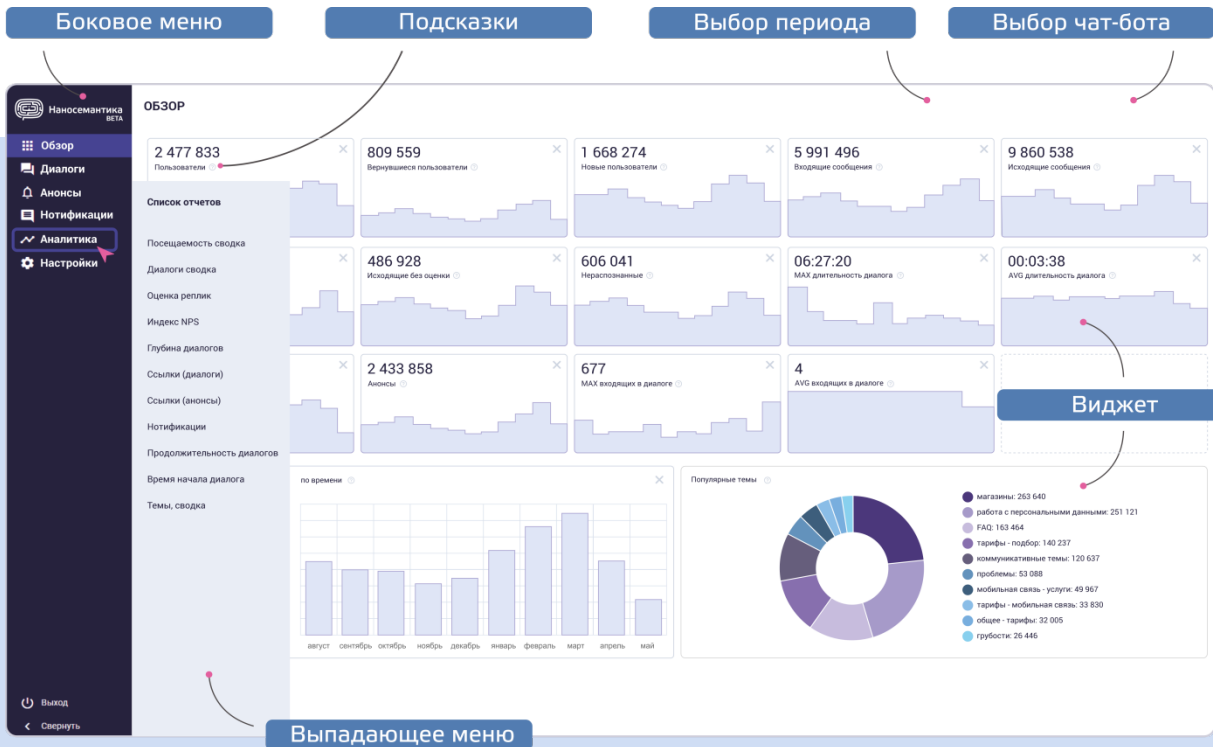 Боковое меню
Подсказки
Выбор периода
Выбор чат-бота
Наносемантика
BETA
ОБЗОР
Обзор
Диалоги
Анонсы
Нотификации
Аналитика
Настройки
2 477 833
Пользователи
809 559
Вернувшиеся пользователи
1 668 274
Новые пользователи
5 991 496
Входящие сообщения
9 860 538
Исходящие сообщения
Список отчетов
Посещаемость сводка
Диалоги сводка
Оценка реплик
Индекс NPS
Глубина диалогов
Ссылки (диалоги)
Ссылки (анонсы)
Нотификации
Продолжительность диалогов
Время начала диалога
Темы, сводка
486 928
Исходящие без оценки
606 041
Нераспознанные
06:27:20
MAX длительность диалога
00:03:38
AVG длительность диалога
2 433 858
Анонсы
677
MAX входящих в диалоге
4
AVG входящих в диалоге
Виджет
по времени
август сентябрь октябрь ноябрь декабрь январь февраль март апрель май
Популярные темы
магазины: 263 640
работа с персональными данными: 251 121
FAQ: 163 464
тарифы - подбор: 140 237
коммуникативные темы: 120 637
проблемы: 53 088
мобильная связь - услуги: 49 967
тарифы - мобильная связь: 33 830
общее - тарифы: 32 005
грубости: 26 446
Выход
Свернуть
Выпадающее меню